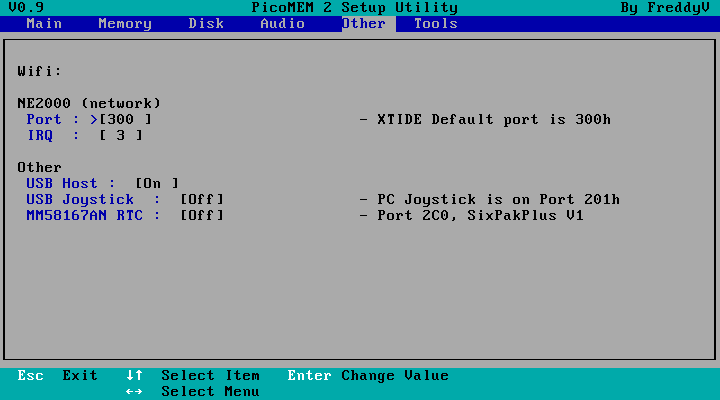 V0.9 PicoMEM 2 Setup Utility By FreddyV
Main Memory Disk Audio Other Tools
Wifi:
NE2000 (network)
Port : >[300 ] - XTIDE Default port is 300h
IRQ : [ 3 ]
Other
USB Host : [On ]
USB Joystick : [Off] - PC Joystick is on Port 201h
MM58167AN RTC : [Off] - Port 2C0, SixPakPlus V1
Esc Exit ↓↑ Select Item Enter Change Value
↔ Select Menu